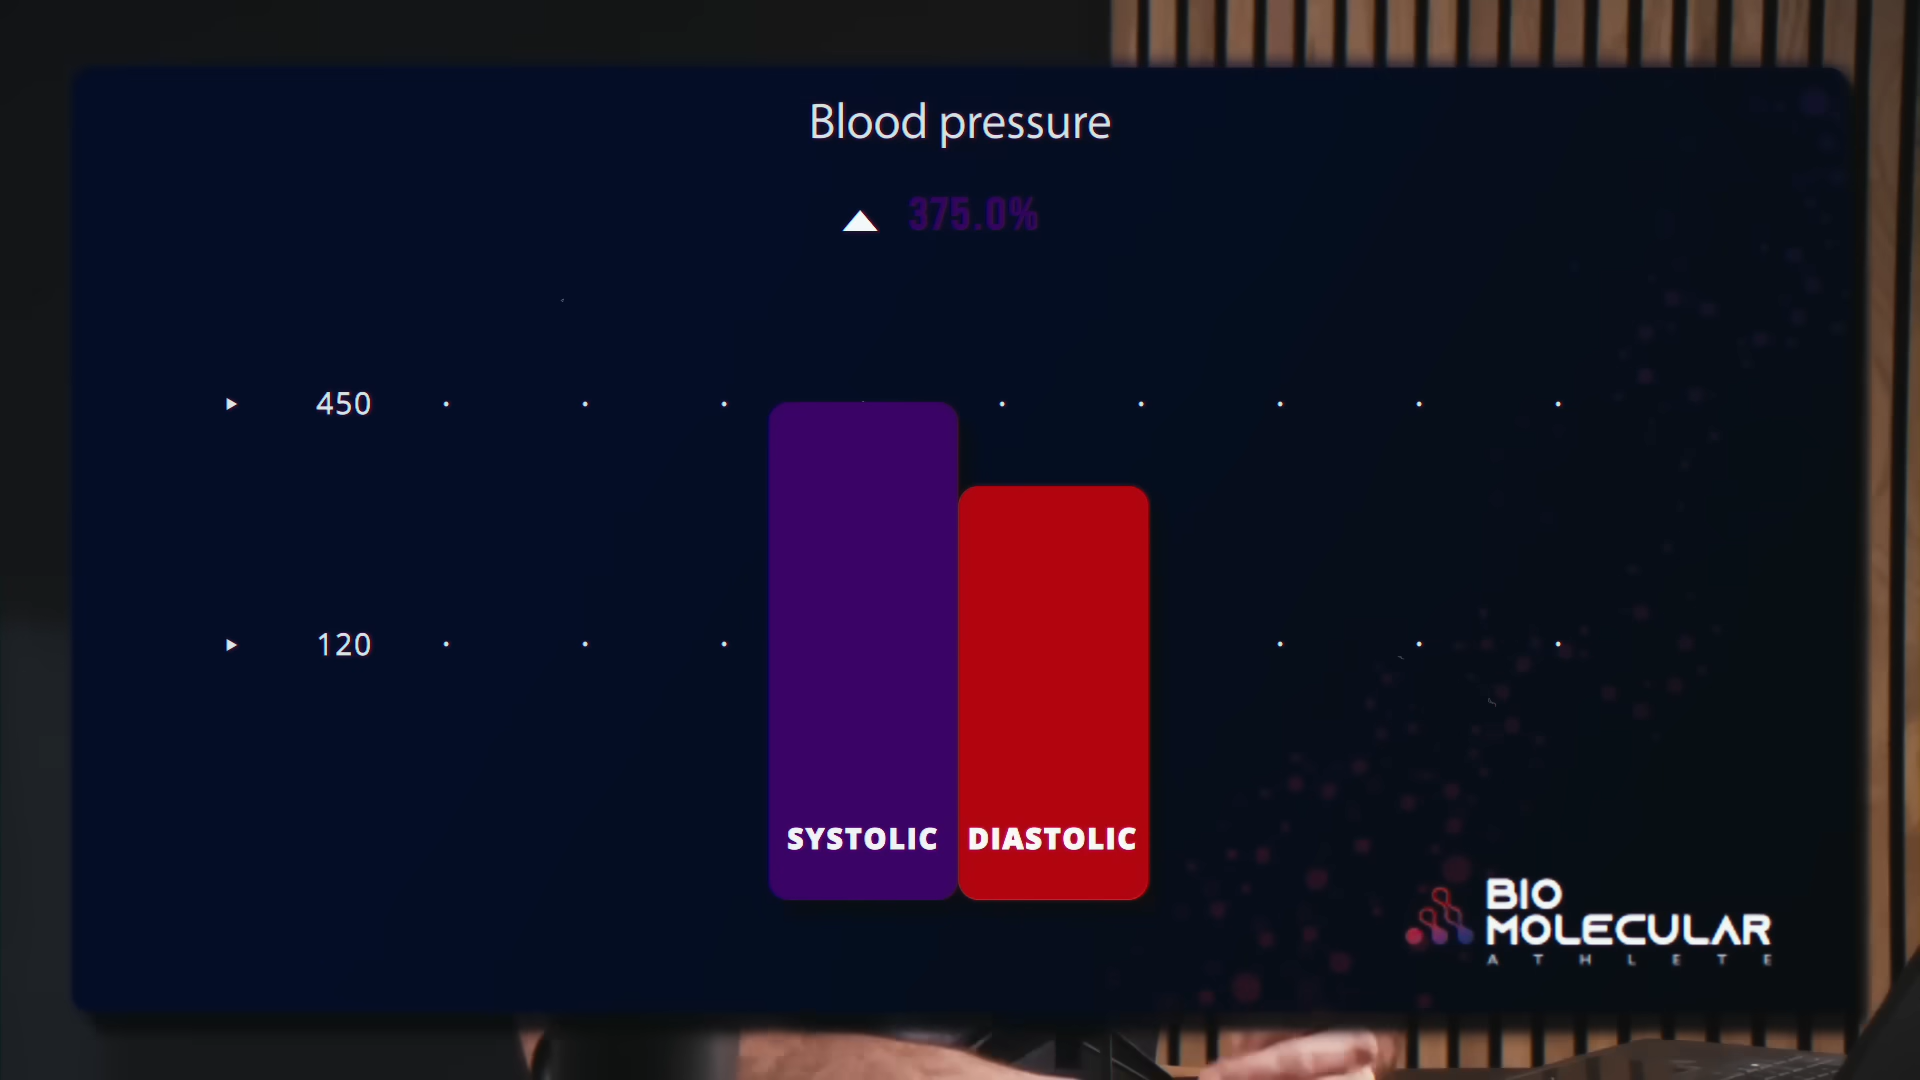 Blood pressure
375.0%
450
120
SYSTOLIC DIASTOLIC
BIO
MOLECULAR
ATHLETE